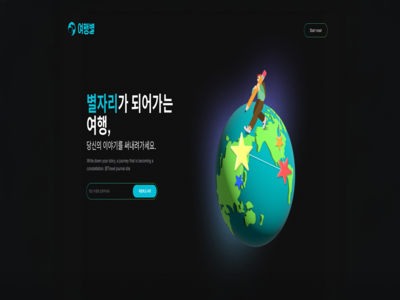 여행별
Start now!
별자리가 되어가는
여행,
당신의 이야기를 써내려가세요.
Write down your story, a journey that is becoming a
constellation. @Travel journal site